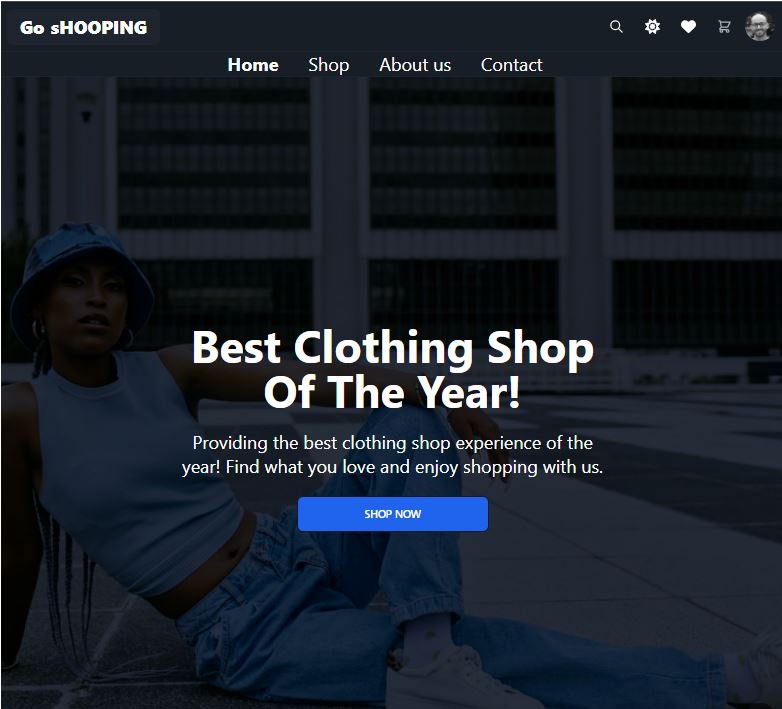 Go sHOOPING
Home Shop About us Contact
Best Clothing Shop
Of The Year!
Providing the best clothing shop experience of the
year! Find what you love and enjoy shopping with us.
SHOP NOW